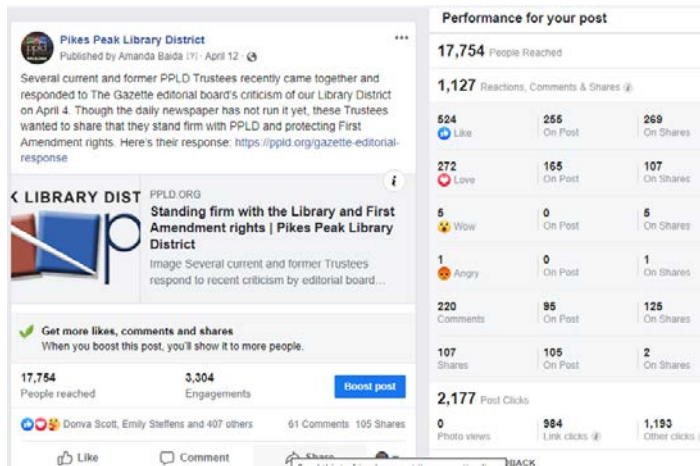 Pikes Peak Library District
Published by Amanda Baida [?] · April 12 ·
Several current and former PPLD Trustees recently came together and
responded to The Gazette editorial board's criticism of our Library District
on April 4. Though the daily newspaper has not run it yet, these Trustees
wanted to share that they stand firm with PPLD and protecting First
Amendment rights. Here's their response: https://ppld.org/gazette-editorial-
response
K LIBRARY DIST
PPLD.ORG
Standing firm with the Library and First
Amendment rights | Pikes Peak Library
District
Image Several current and former Trustees
respond to recent criticism by editorial board…
Get more likes, comments and shares
When you boost this post, you'll show it to more people.
17,754 3,304
People reached Engagements
Boost post
Donva Scott, Emily Steffens and 407 others 61 Comments 105 Shares
Like Comment Share
Performance for your post
17,754 People Reached
1,127 Reactions, Comments & Shares
524 255 269
Like On Post On Shares
272 165 107
Love On Post On Shares
5 0 5
Wow On Post On Shares
1 0 1
Angry On Post On Shares
220 95 125
Comments On Post On Shares
107 105 2
Shares On Post On Shares
2,177 Post Clicks
0 984 1,193
Photo views Link clicks Other clicks